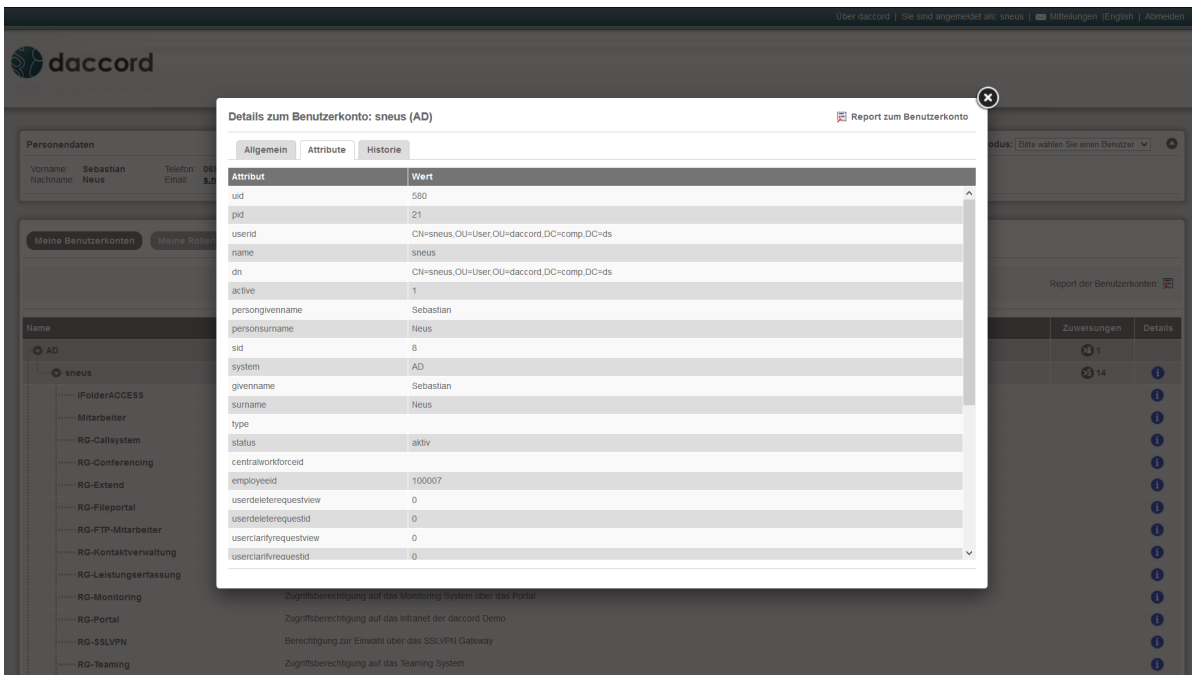 Über daccord | Sie sind angemeldet als: sneus | Mitteilungen |English | Abmelden
daccord
Details zum Benutzerkonto: sneus (AD)
Report zum Benutzerkonto
Personendaten
Bitte wählen Sie einen Benutzer
Allgemein Attribute Historie
Vorname: Sebastian Telefon:
Nachname: Neus Email:
Attribut Wert
uid 580
pid 21
userid CN=sneus,OU=User,OU=daccord,DC=comp,DC=ds
Meine Benutzerkonten Meine Rollen
name sneus
dn CN=sneus,OU=User,OU=daccord,DC=comp,DC=ds
active 1
Report der Benutzerkonten:
persongivenname Sebastian
personsurname Neus
Name Zuweisungen Details
sid 8
AD 1
system AD
sneus 14
givenname Sebastian
iFolderACCESS
surname Neus
Mitarbeiter
type
RG-Callsystem
status aktiv
RG-Conferencing
centralworkforceid
employeeid 100007
RG-Extend
userdeleterequestview 0
RG-Fileportal
userdeleterequestid 0
RG-FTP-Mitarbeiter
userclarifyrequestview 0
RG-Kontaktverwaltung
userclarifyrequestid 0
RG-Leistungserfassung
RG-Monitoring Zugriffsberechtigung auf das Monitoring System über das Portal
RG-Portal Zugriffsberechtigung auf das Intranet der daccord Demo
RG-SSLVPN Berechtigung zur Einwahl über das SSLVPN Gateway
RG-Teaming Zugriffsberechtigung auf das Teaming System